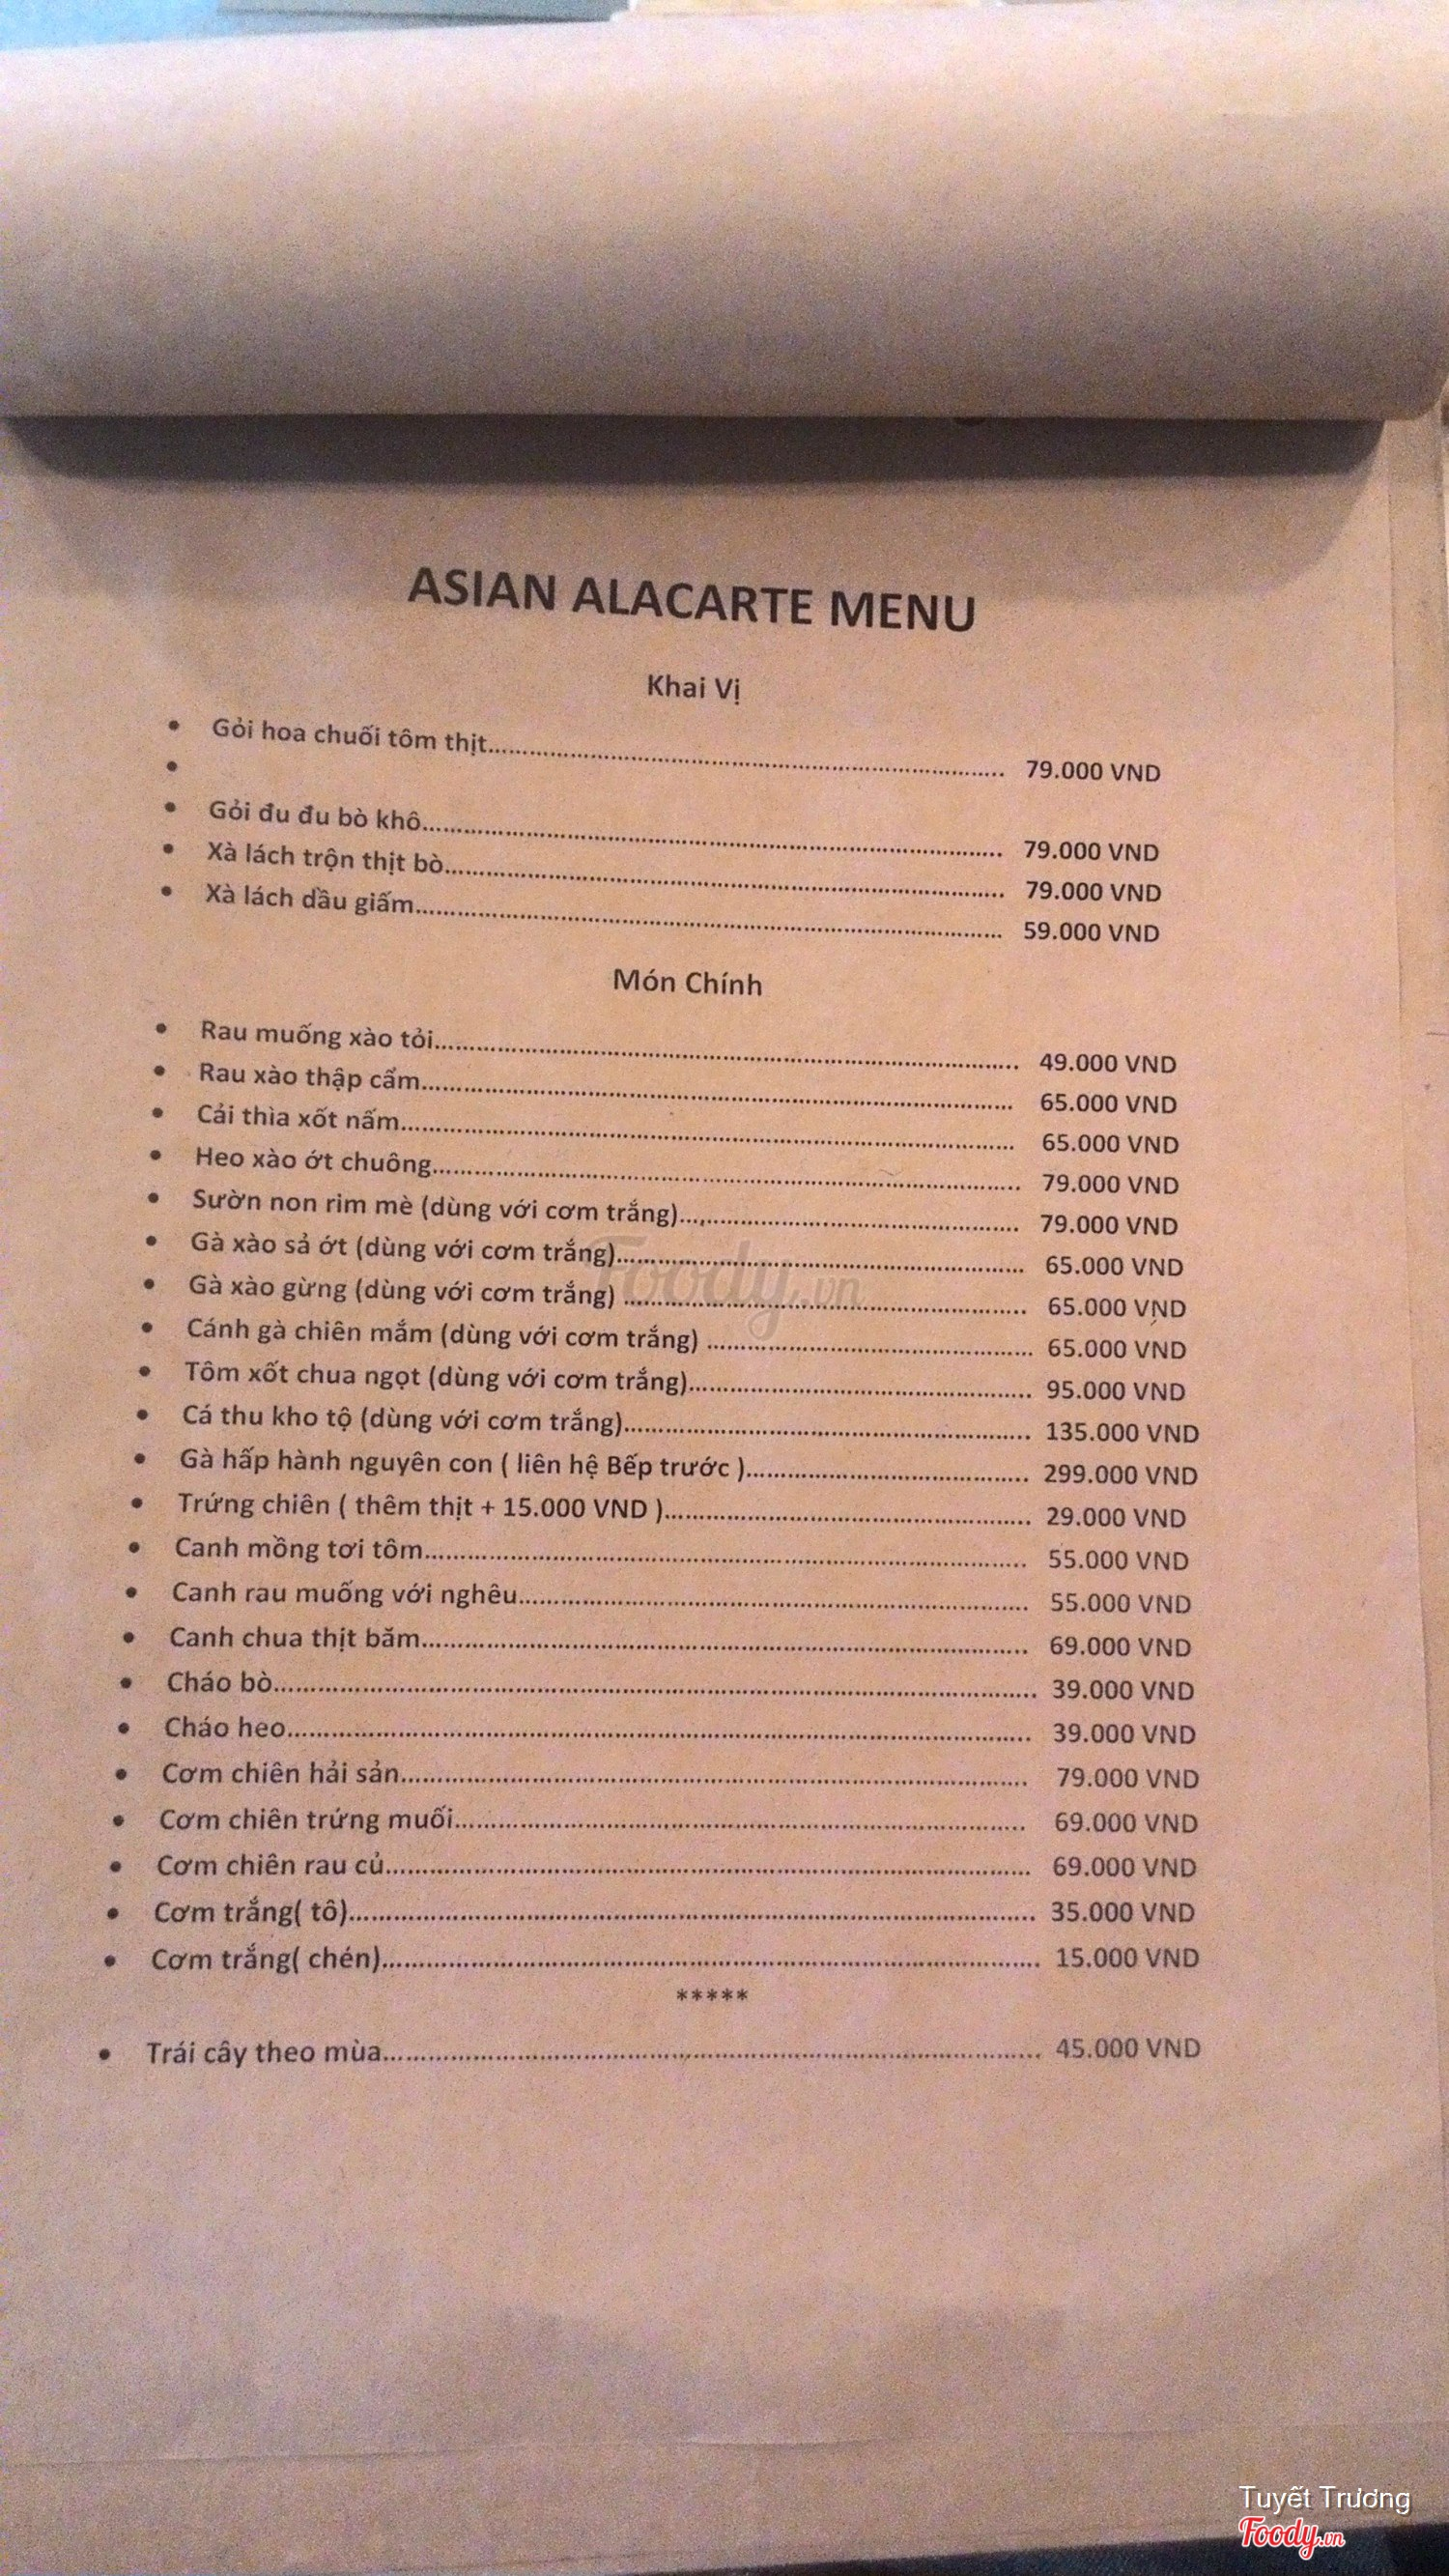 ASIAN ALACARTE MENU
Khai Vị
• Gỏi hoa chuối tôm thịt........ 79.000 VND
•
• Gỏi đu đu bò khô........ 79.000 VND
• Xà lách trộn thịt bò........ 79.000 VND
• Xà lách dầu giấm........ 59.000 VND
Món Chính
• Rau muống xào tỏi........ 49.000 VND
• Rau xào thập cẩm........ 65.000 VND
• Cải thìa xốt nấm........ 65.000 VND
• Heo xào ớt chuông........ 79.000 VND
• Sườn non rim mè (dùng với cơm trắng)........ 79.000 VND
• Gà xào sả ớt (dùng với cơm trắng)........ 65.000 VND
• Gà xào gừng (dùng với cơm trắng) ........ 65.000 VND
• Cánh gà chiên mắm (dùng với cơm trắng) ........ 65.000 VND
• Tôm xốt chua ngọt (dùng với cơm trắng)........ 95.000 VND
• Cá thu kho tộ (dùng với cơm trắng)........ 135.000 VND
• Gà hấp hành nguyên con ( liên hệ Bếp trước )........ 299.000 VND
• Trứng chiên ( thêm thịt + 15.000 VND )........ 29.000 VND
• Canh mồng tơi tôm........ 55.000 VND
• Canh rau muống với nghêu........ 55.000 VND
• Canh chua thịt băm........ 69.000 VND
• Cháo bò........ 39.000 VND
• Cháo heo........ 39.000 VND
• Cơm chiên hải sản........ 79.000 VND
• Cơm chiên trứng muối........ 69.000 VND
• Cơm chiên rau củ........ 69.000 VND
• Cơm trắng( tô)........ 35.000 VND
• Cơm trắng( chén)........ 15.000 VND
*****
• Trái cây theo mùa........ 45.000 VND
Foody.vn
Tuyết Trương
Foody.vn